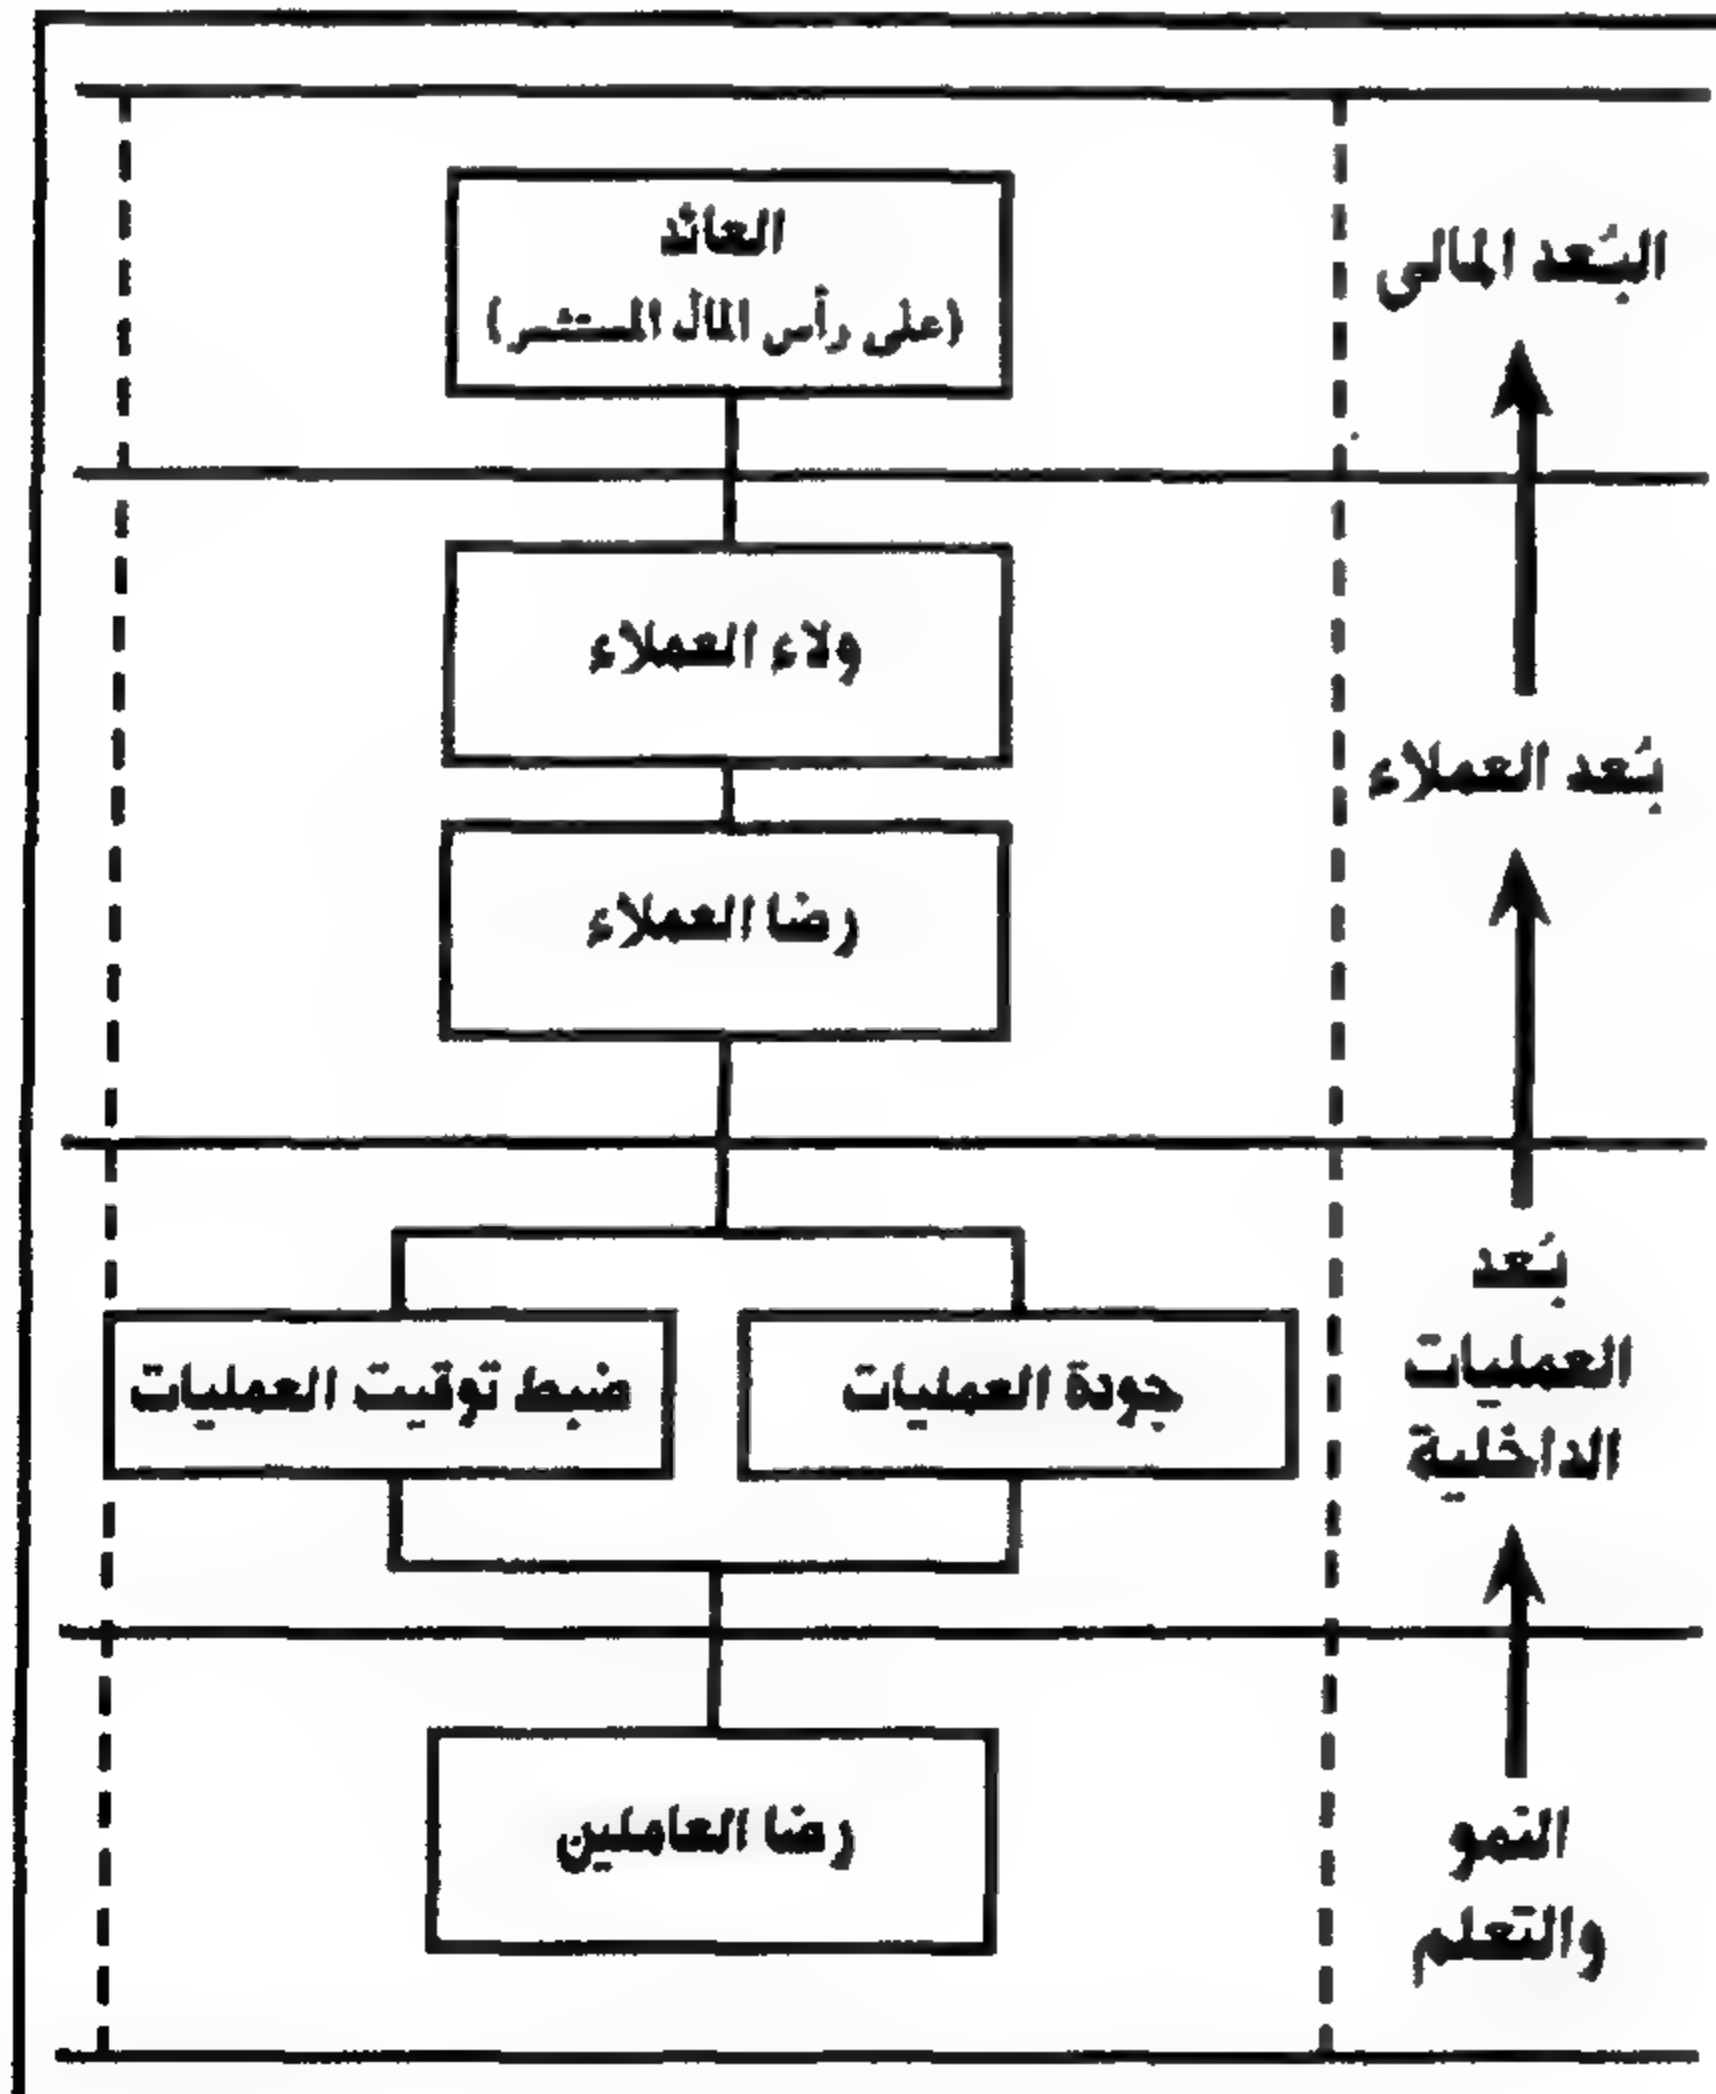 البُعد المالى
العائد
(على رأس المال المستثمر)
بُعد العملاء
ولاء العملاء
رضا العملاء
بُعد
العمليات
الداخلية
جودة العمليات
ضبط توقيت العمليات
النمو
والتعلم
رضا العاملين